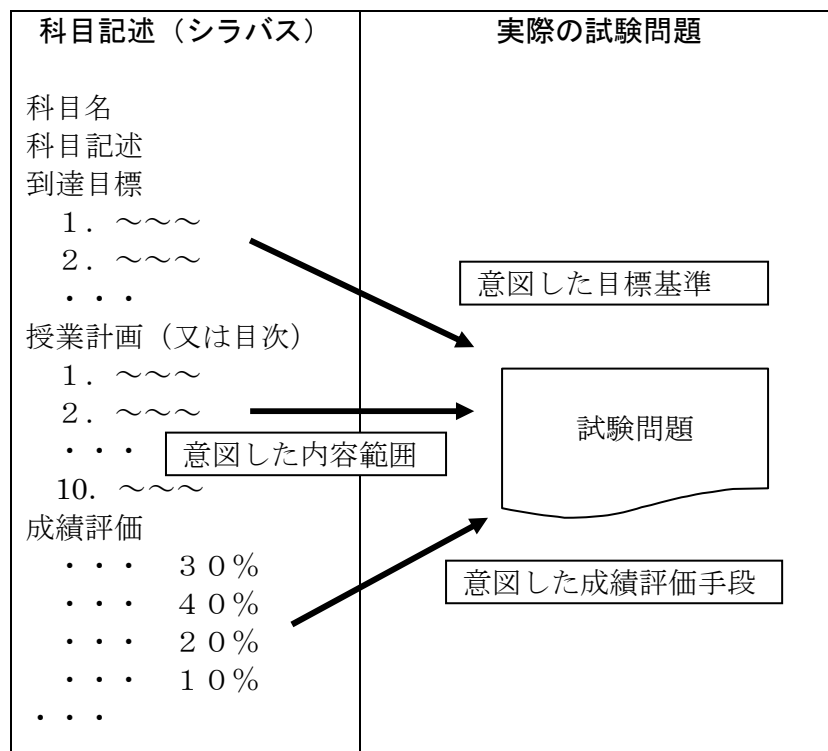 科目記述（シラバス）
実際の試験問題
科目名
科目記述
到達目標
１．～～～
２．～～～
・・・
意図した目標基準
授業計画（又は目次）
１．～～～
２．～～～
・・・
意図した内容範囲
試験問題
10．～～～
成績評価
・・・　３０％
・・・　４０％
・・・　２０％
・・・　１０％
・・・
意図した成績評価手段